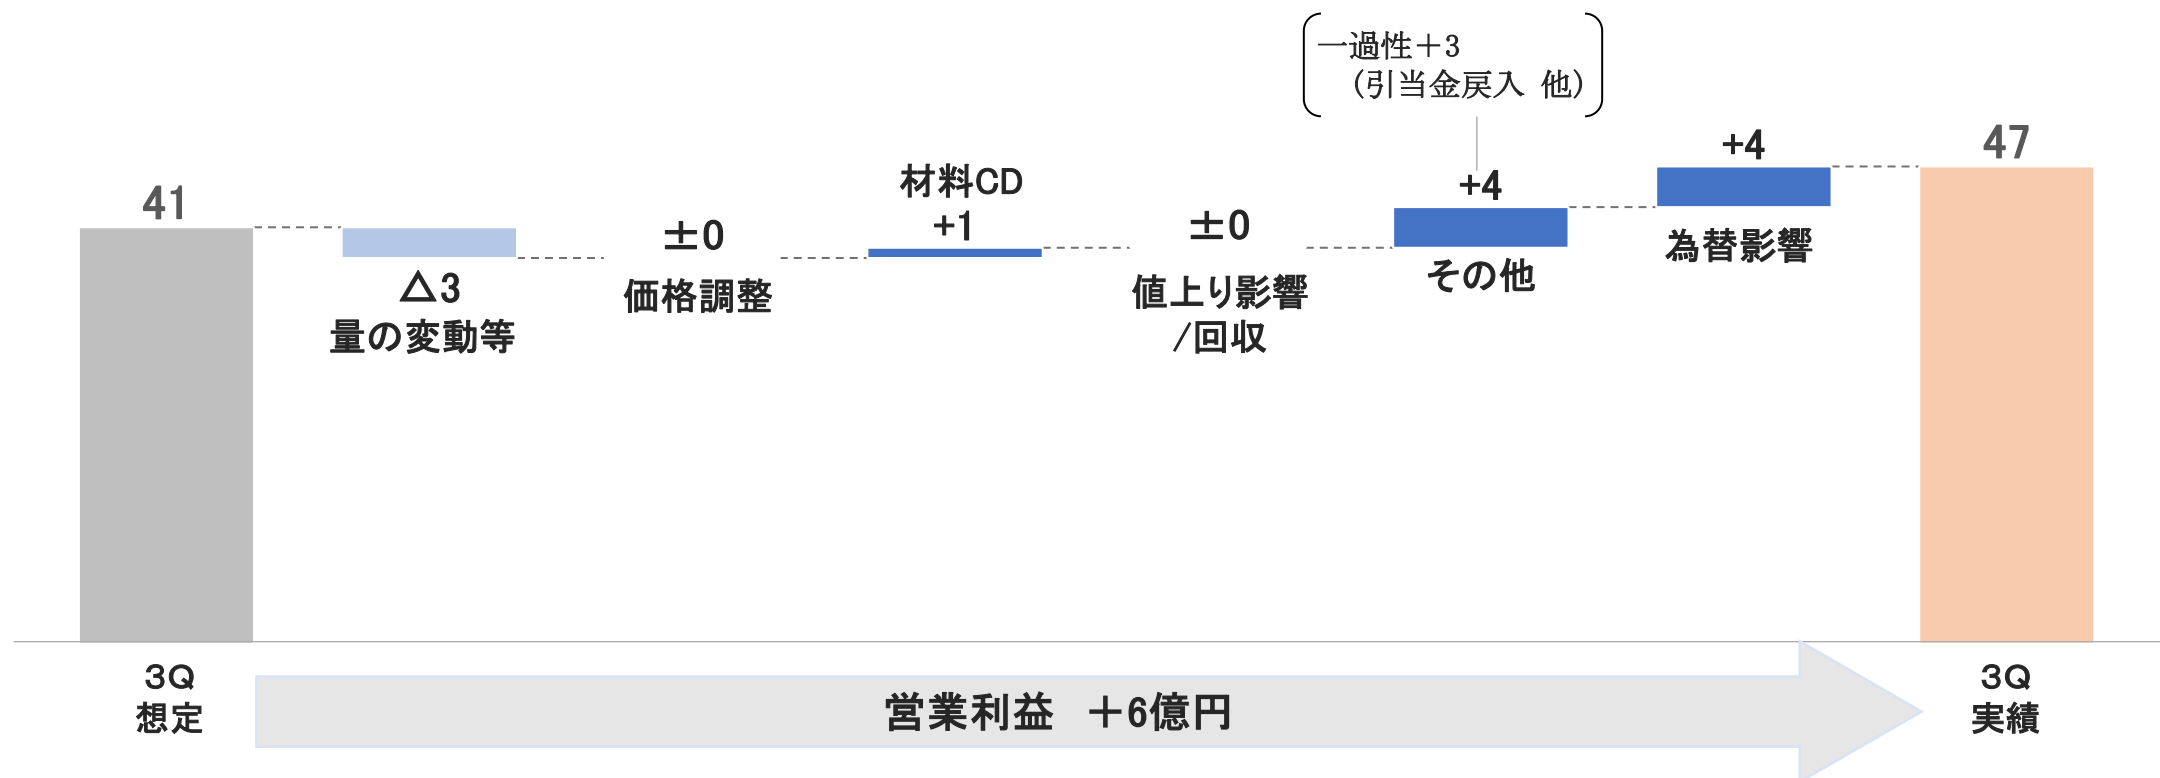 一過性＋3
（引当金戻入 他）
41
△3
量の変動等
±0
価格調整
材料CD
+1
±0
値上り影響
/回収
+4
その他
+4
為替影響
47
3Q
想定
営業利益　＋6億円
3Q
実績